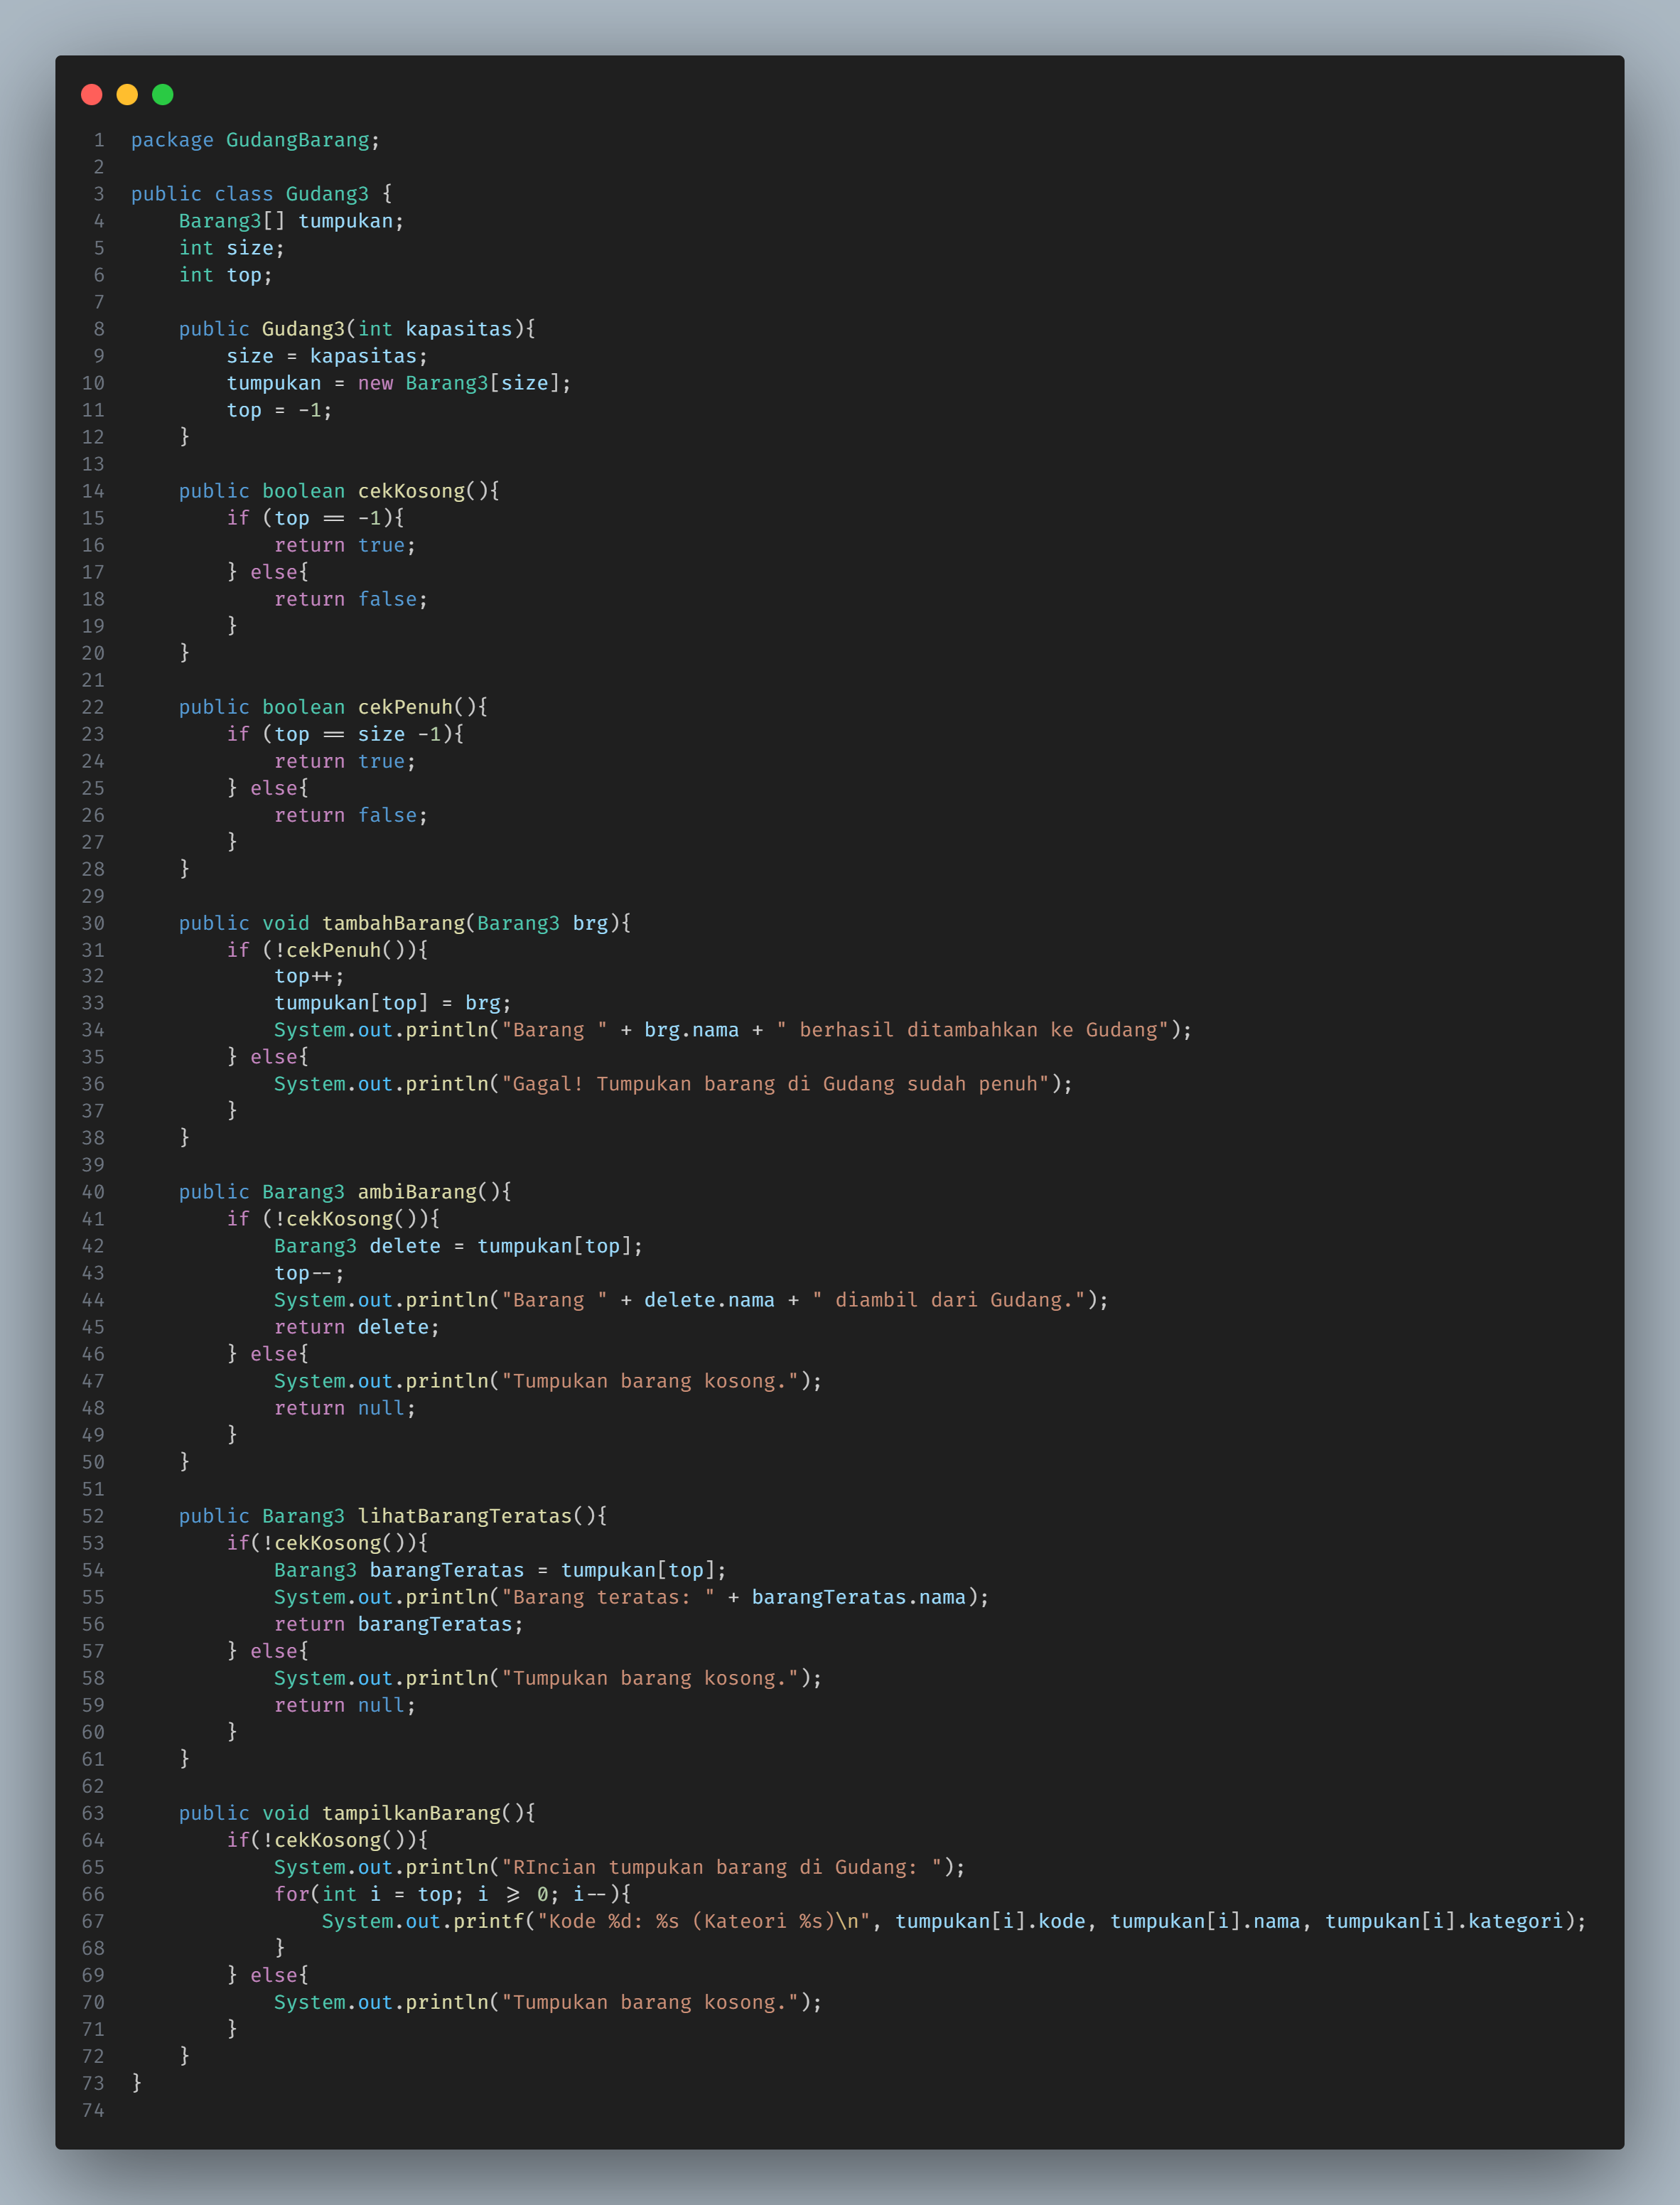 1 package GudangBarang;
2
3 public class Gudang3 {
4     Barang3[] tumpukan;
5     int size;
6     int top;
7
8     public Gudang3(int kapasitas){
9         size = kapasitas;
10         tumpukan = new Barang3[size];
11         top = -1;
12     }
13
14     public boolean cekKosong(){
15         if (top == -1){
16             return true;
17         } else{
18             return false;
19         }
20     }
21
22     public boolean cekPenuh(){
23         if (top == size -1){
24             return true;
25         } else{
26             return false;
27         }
28     }
29
30     public void tambahBarang(Barang3 brg){
31         if (!cekPenuh()){
32             top++;
33             tumpukan[top] = brg;
34             System.out.println("Barang " + brg.nama + " berhasil ditambahkan ke Gudang");
35         } else{
36             System.out.println("Gagal! Tumpukan barang di Gudang sudah penuh");
37         }
38     }
39
40     public Barang3 ambiBarang(){
41         if (!cekKosong()){
42             Barang3 delete = tumpukan[top];
43             top--;
44             System.out.println("Barang " + delete.nama + " diambil dari Gudang.");
45             return delete;
46         } else{
47             System.out.println("Tumpukan barang kosong.");
48             return null;
49         }
50     }
51
52     public Barang3 lihatBarangTeratas(){
53         if(!cekKosong()){
54             Barang3 barangTeratas = tumpukan[top];
55             System.out.println("Barang teratas: " + barangTeratas.nama);
56             return barangTeratas;
57         } else{
58             System.out.println("Tumpukan barang kosong.");
59             return null;
60         }
61     }
62
63     public void tampilkanBarang(){
64         if(!cekKosong()){
65             System.out.println("RIncian tumpukan barang di Gudang: ");
66             for(int i = top; i >= 0; i--){
67                 System.out.printf("Kode %d: %s (Kateori %s)\n", tumpukan[i].kode, tumpukan[i].nama, tumpukan[i].kategori);
68             }
69         } else{
70             System.out.println("Tumpukan barang kosong.");
71         }
72     }
73 }
74